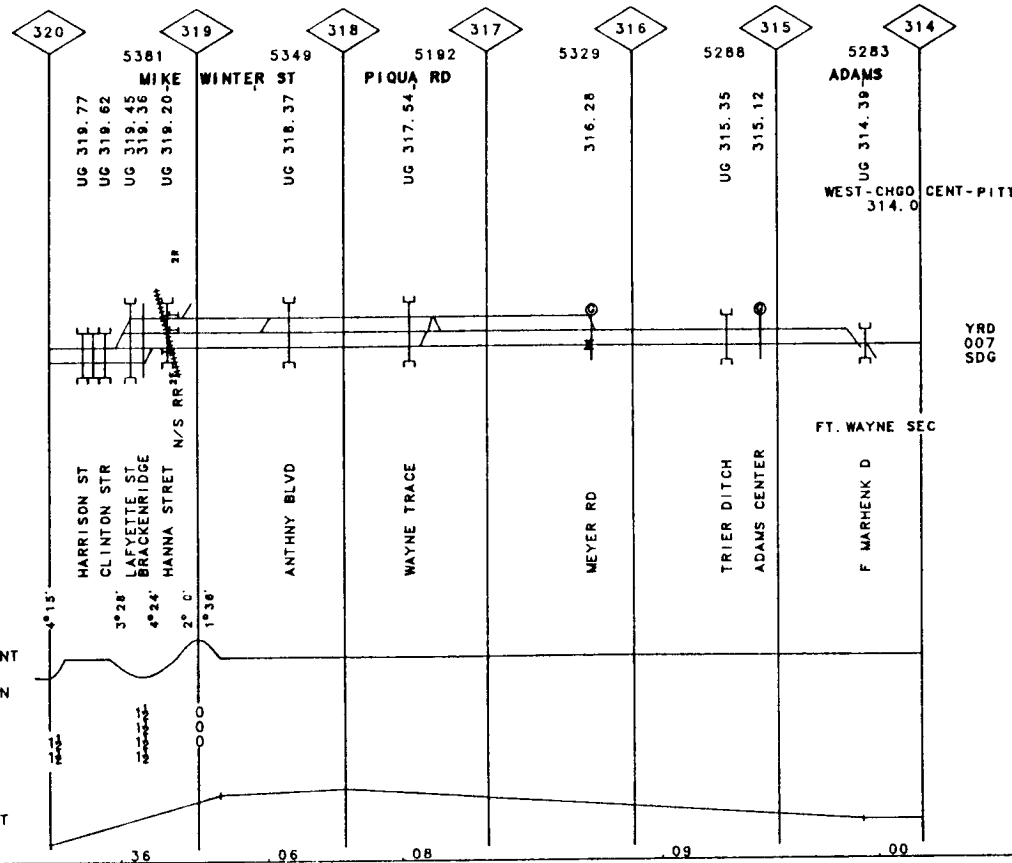 320 319 318 317 316 315 314
5381 5349 5192 5329 5288 5283
MIKE WINTER ST PIQUA RD ADAMS
UG 319.77
UG 319.62
UG 319.45
319.36
UG 319.20
UG 318.37
UG 317.54
316.28
UG 315.35
315.12
UG 314.39
WEST-CHGO CENT-PITT
314.0
2R
YRD
007
SDG
N/S RR
FT. WAYNE SEC
HARRISON ST
CLINTON STR
LAFYETTE ST
BRACKENRIDGE
HANNA STRET
ANTHNY BLVD
WAYNE TRACE
MEYER RD
TRIER DITCH
ADAMS CENTER
F MARHENK D
4°15'
3°28'
4°24'
2° 0'
1°36'
NT
N
000
T
.36 .06 .08 .09 00